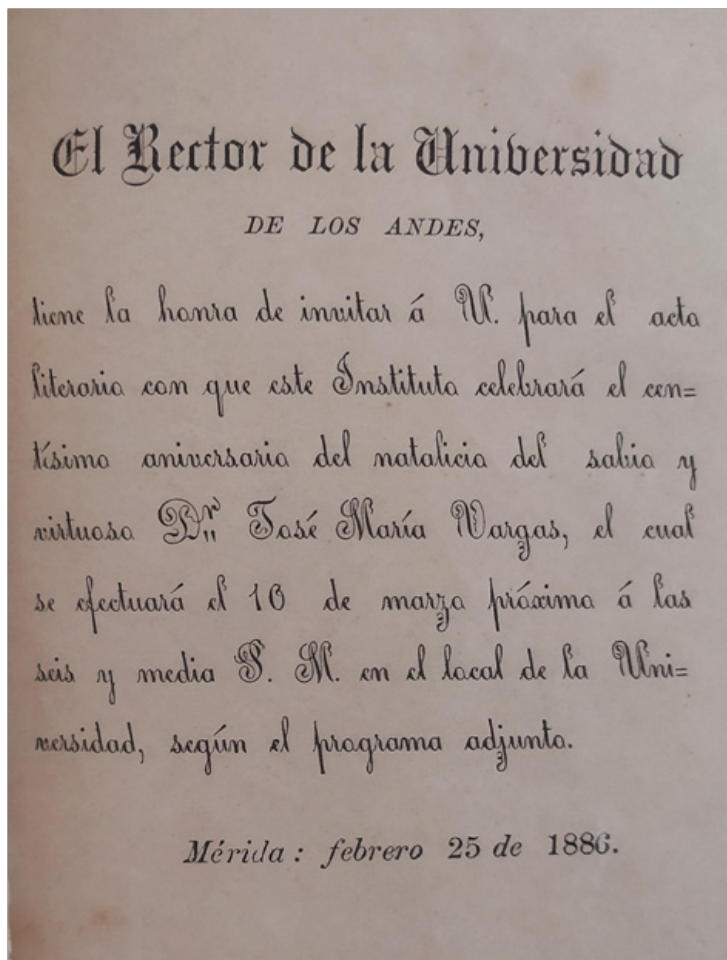 El Rector de la Universidad
DE LOS ANDES,
tiene la honra de invitar á U. para el acto
literario con que este Instituto celebrará el cen=
tésimo aniversario del natalicio del sabio y
virtuoso Dr. José María Vargas, el cual
se efectuará el 10 de marzo próximo á las
seis y media P. M. en el local de la Uni=
versidad, según el programa adjunto.
Mérida: febrero 25 de 1886.